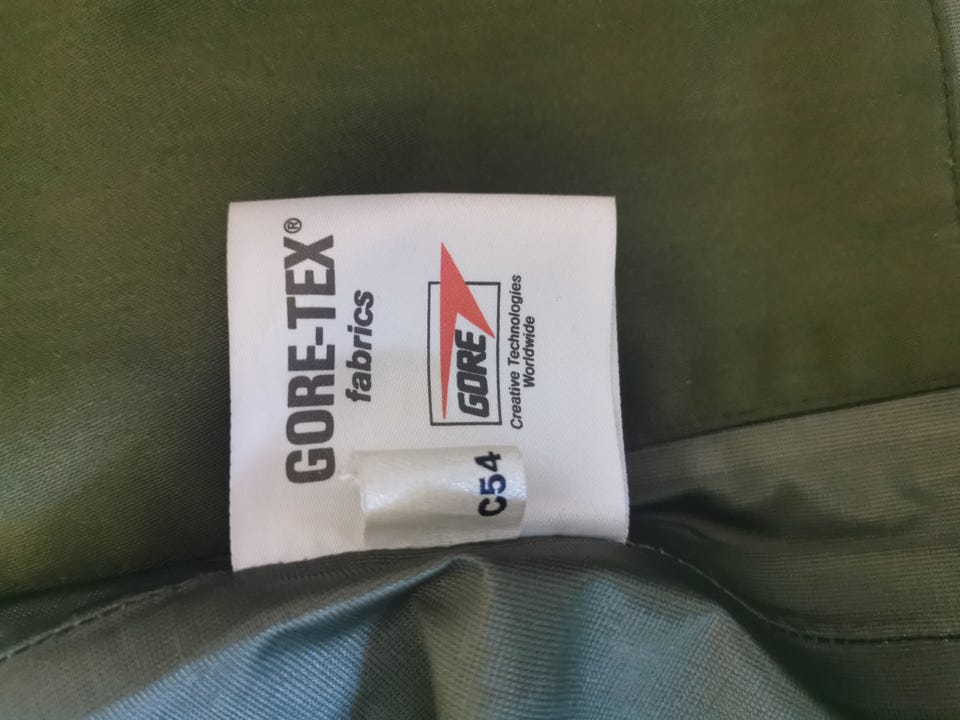 GORE-TEX®
fabrics
GORE
Creative Technologies
Worldwide
C54